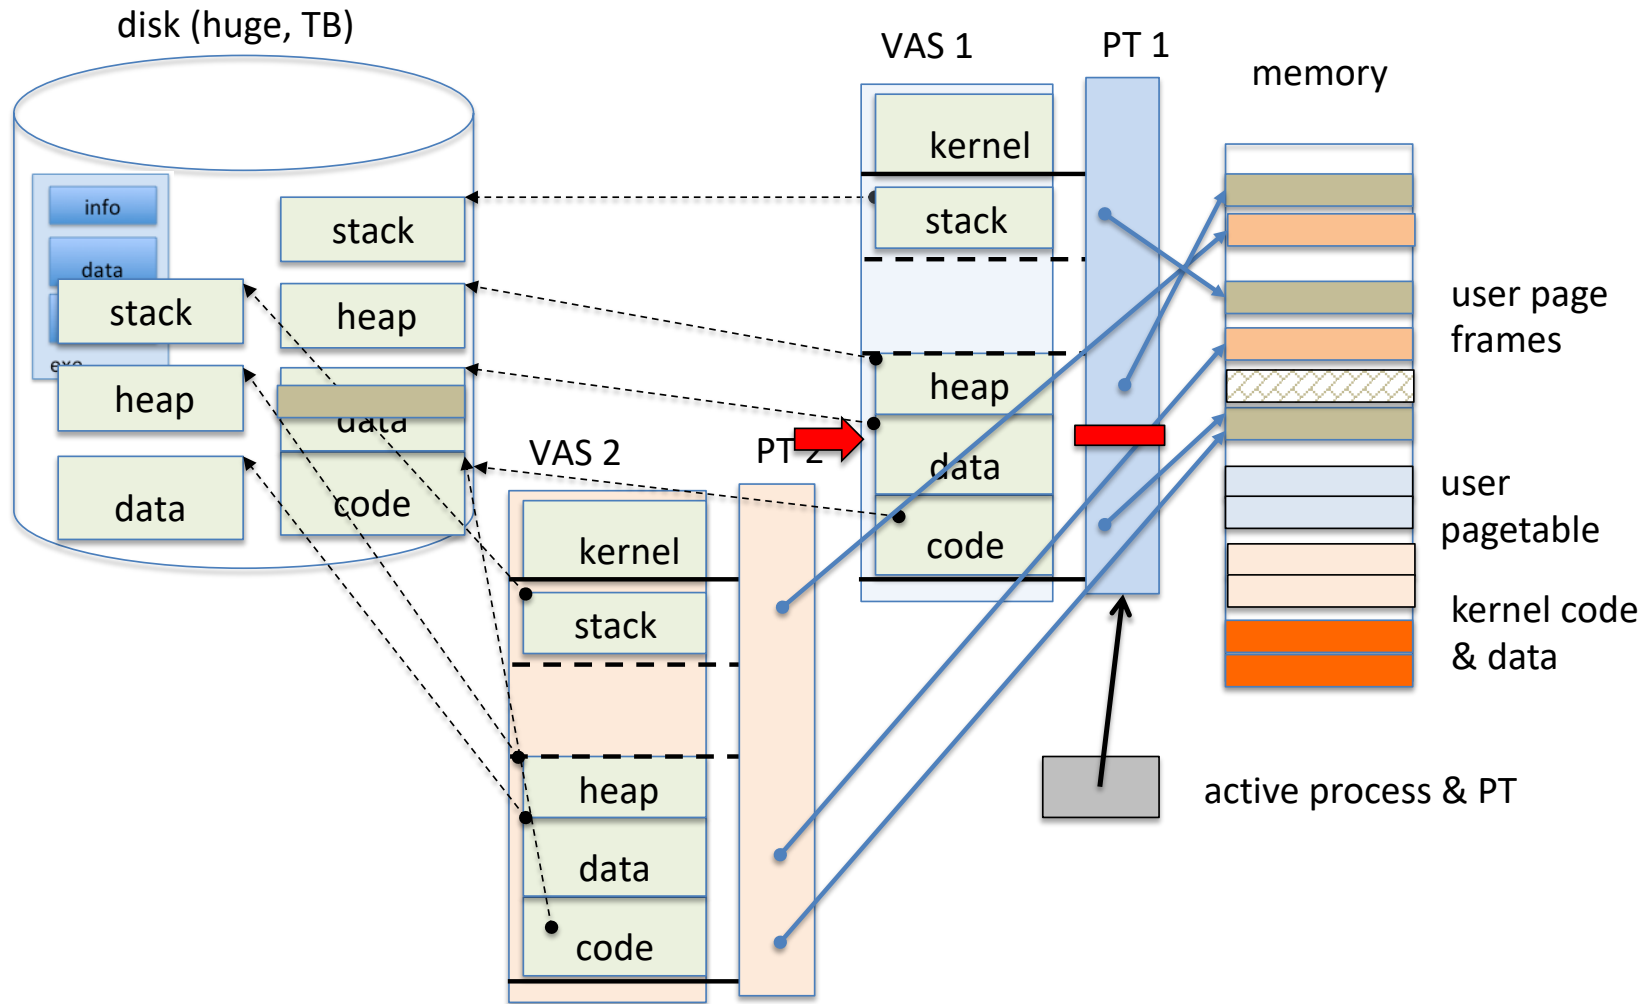 disk (huge, TB)
info
data
stack
heap
data
exe
stack
heap
data
code
VAS 2
PT 2
kernel
stack
heap
data
code
VAS 1
PT 1
kernel
stack
heap
data
code
memory
user page
frames
user
pagetable
kernel code
& data
active process & PT